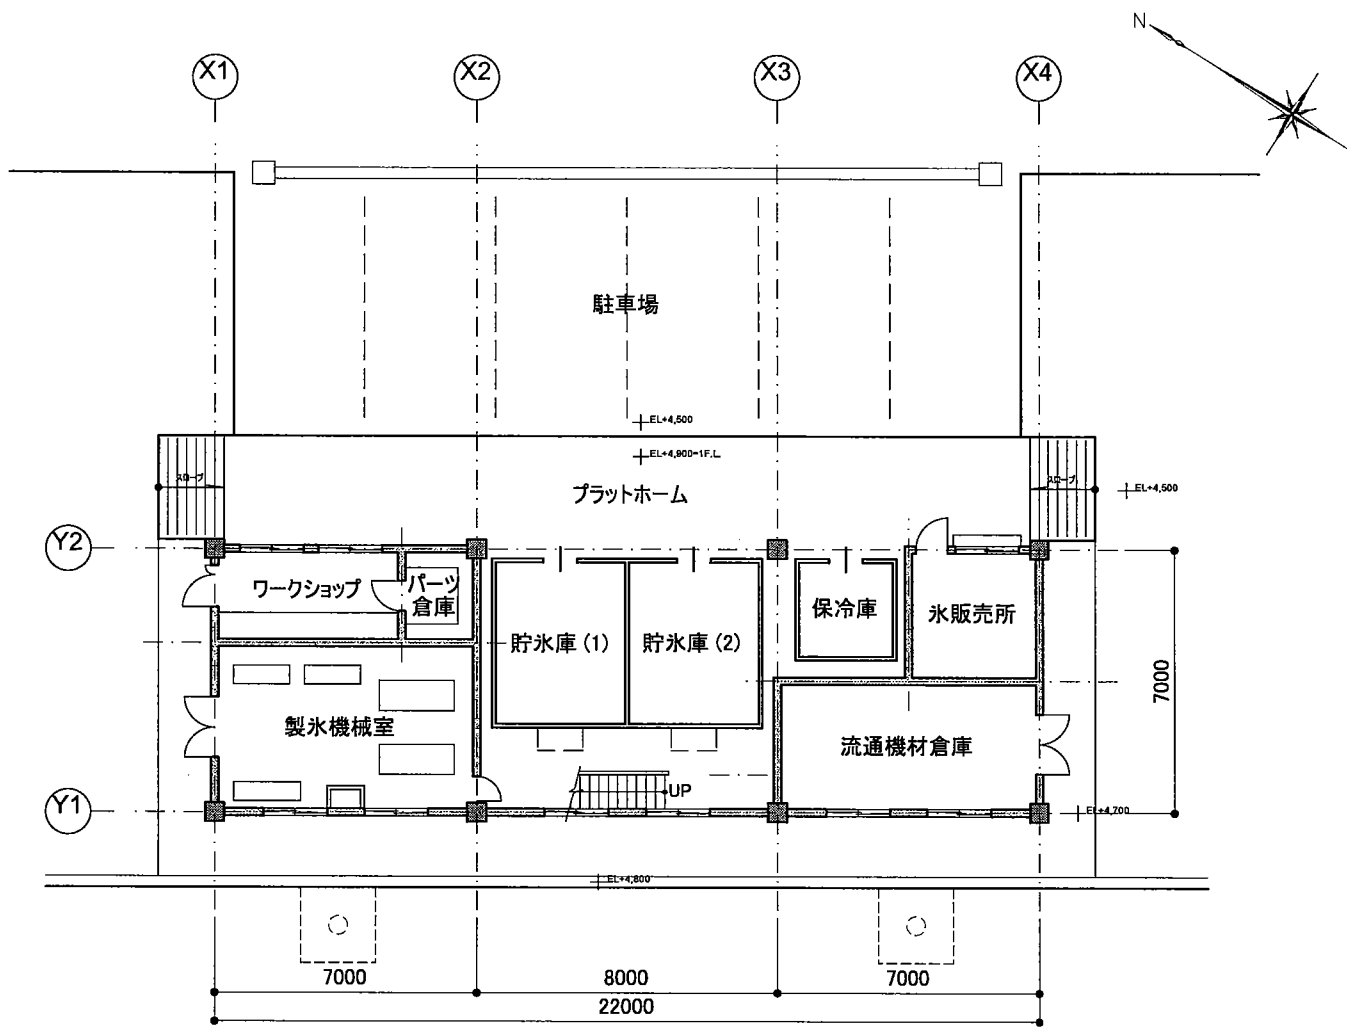 N
X1 X2 X3 X4
駐車場
EL+4,500
EL+4,900=1F.L
スロープ
プラットホーム
スロープ
EL+4,500
Y2
ワークショップ
パーツ
倉庫
貯氷庫(1)
貯氷庫(2)
保冷庫
氷販売所
7000
製氷機械室
流通機材倉庫
UP
Y1
EL+4,700
EL+4,600
7000 8000 7000
22000